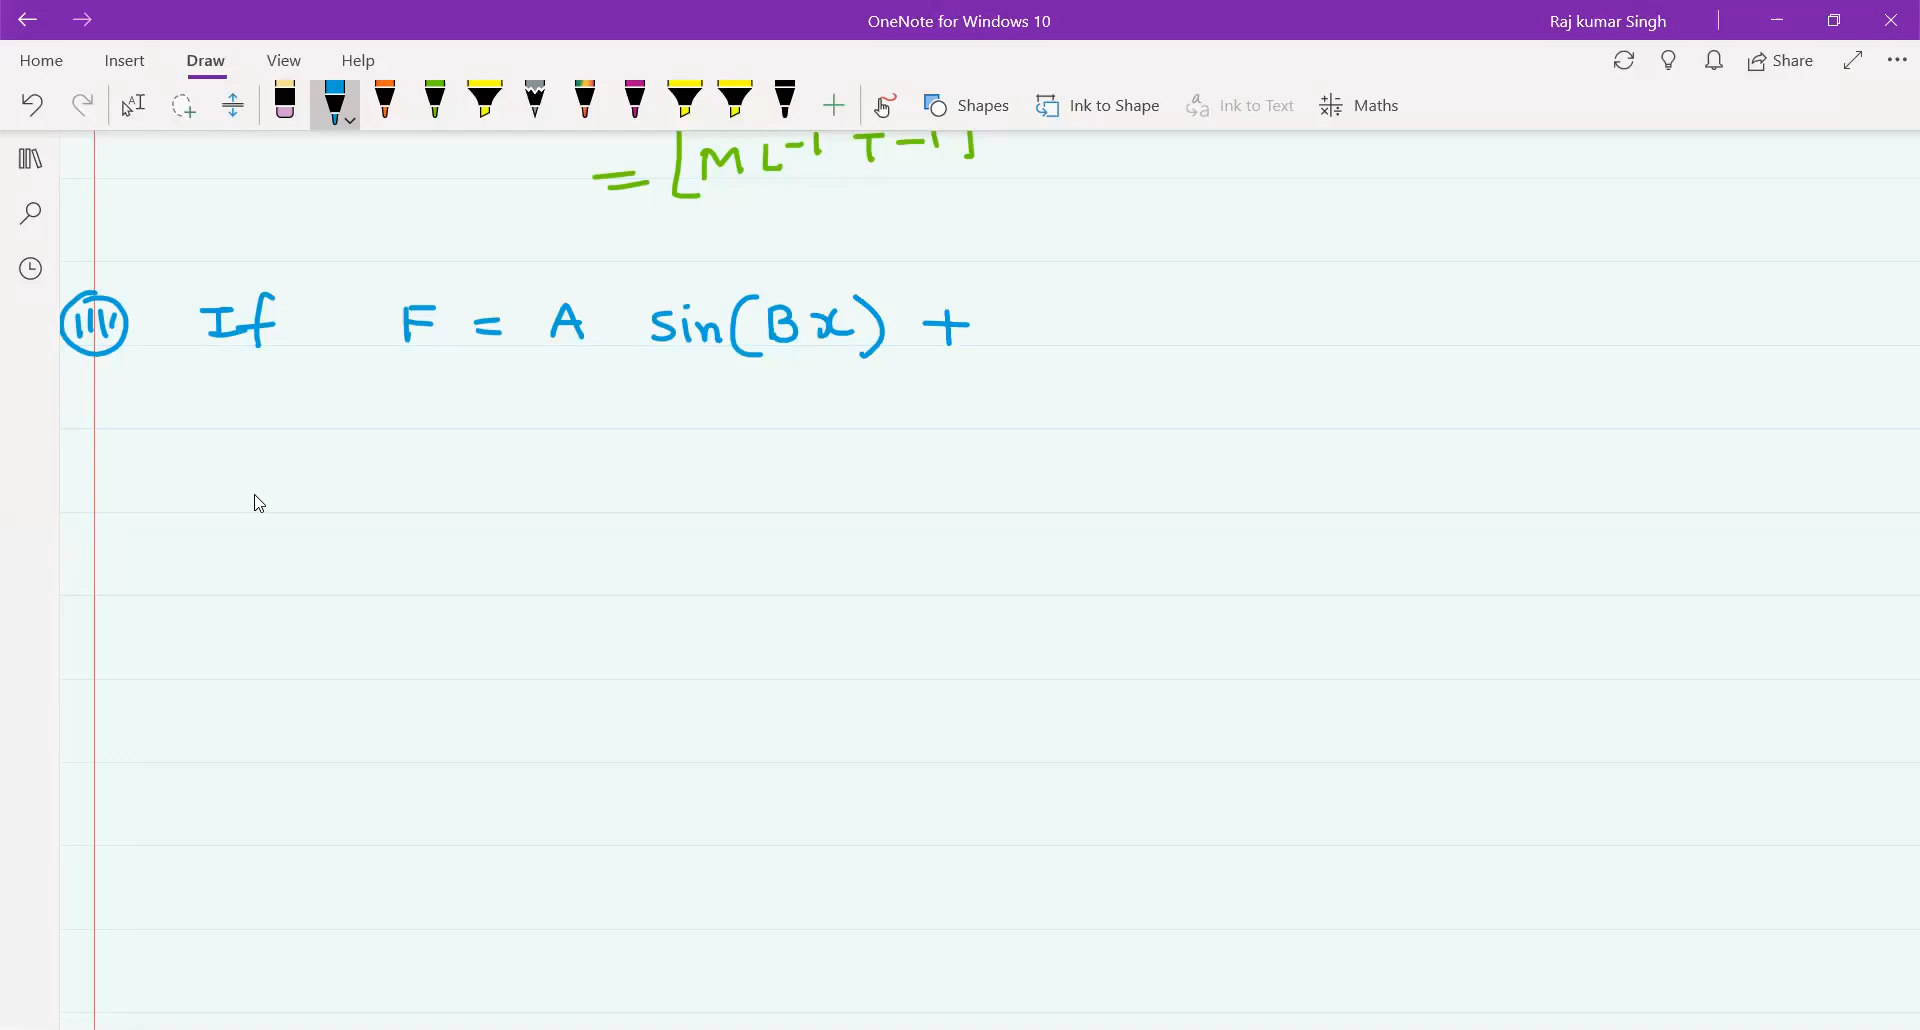 OneNote for Windows 10 Raj kumar Singh
Home Insert Draw View Help Share
Shapes Ink to Shape Ink to Text Maths
= [M L⁻¹ T⁻¹]
If F = A sin(Bx) +